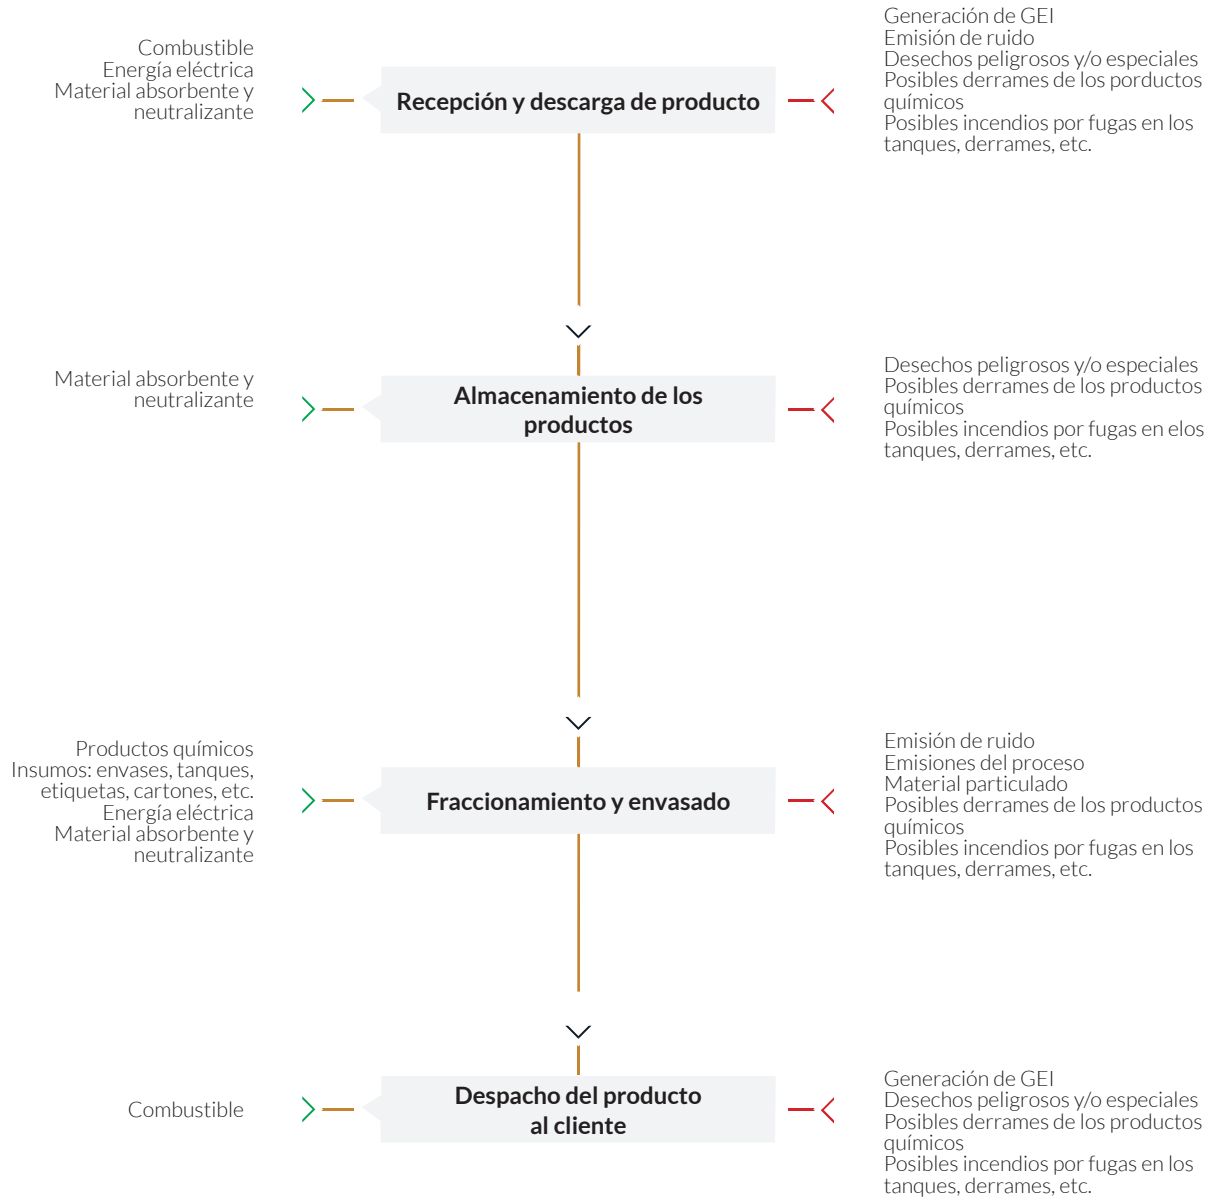 Combustible
Energía eléctrica
Material absorbente y
neutralizante
Recepción y descarga de producto
Generación de GEI
Emisión de ruido
Desechos peligrosos y/o especiales
Posibles derrames de los porductos
químicos
Posibles incendios por fugas en los
tanques, derrames, etc.
Material absorbente y
neutralizante
Almacenamiento de los
productos
Desechos peligrosos y/o especiales
Posibles derrames de los productos
químicos
Posibles incendios por fugas en elos
tanques, derrames, etc.
Productos químicos
Insumos: envases, tanques,
etiquetas, cartones, etc.
Energía eléctrica
Material absorbente y
neutralizante
Fraccionamiento y envasado
Emisión de ruido
Emisiones del proceso
Material particulado
Posibles derrames de los productos
químicos
Posibles incendios por fugas en los
tanques, derrames, etc.
Combustible
Despacho del producto
al cliente
Generación de GEI
Desechos peligrosos y/o especiales
Posibles derrames de los productos
químicos
Posibles incendios por fugas en los
tanques, derrames, etc.